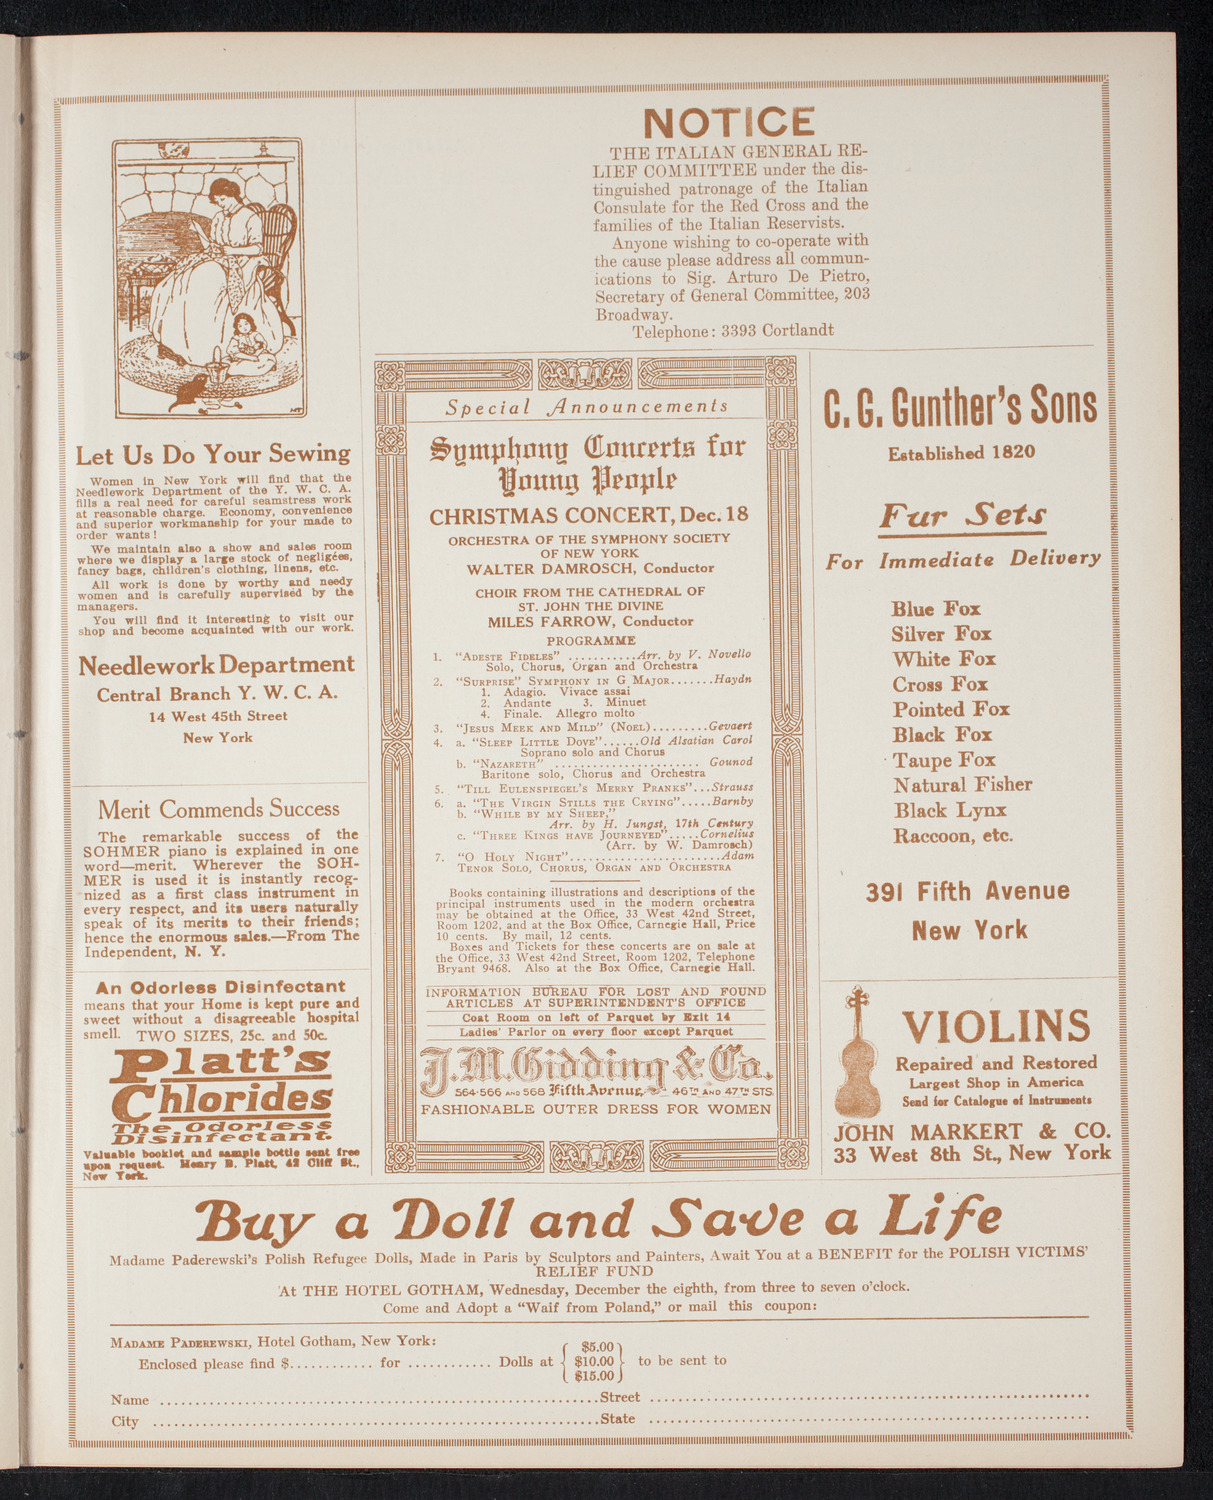 NOTICE
THE ITALIAN GENERAL RE-
LIEF COMMITTEE under the dis-
tinguished patronage of the Italian
Consulate for the Red Cross and the
families of the Italian Reservists.
Anyone wishing to co-operate with
the cause please address all commun-
ications to Sig. Arturo De Pietro,
Secretary of General Committee, 203
Broadway.
Telephone: 3393 Cortlandt
Let Us Do Your Sewing
Women in New York will find that the
Needlework Department of the Y. W. C. A.
fills a real need for careful seamstress work
at reasonable charge. Economy, convenience
and superior workmanship for your made to
order wants!
We maintain also a show and sales room
where we display a large stock of negligées,
fancy bags, children's clothing, linens, etc.
All work is done by worthy and needy
women and is carefully supervised by the
managers.
You will find it interesting to visit our
shop and become acquainted with our work.
Needlework Department
Central Branch Y. W. C. A.
14 West 45th Street
New York
Merit Commends Success
The remarkable success of the
SOHMER piano is explained in one
word—merit. Wherever the SOH-
MER is used it is instantly recog-
nized as a first class instrument in
every respect, and its users naturally
speak of its merits to their friends;
hence the enormous sales.—From The
Independent, N. Y.
An Odorless Disinfectant
means that your Home is kept pure and
sweet without a disagreeable hospital
smell. TWO SIZES, 25c. and 50c.
Platt's
Chlorides
The Odorless
Disinfectant.
Valuable booklet and sample bottle sent free
upon request. Henry B. Platt, 42 Cliff St.,
New York.
Special Announcements
Symphony Concerts for
Young People
CHRISTMAS CONCERT, Dec. 18
ORCHESTRA OF THE SYMPHONY SOCIETY
OF NEW YORK
WALTER DAMROSCH, Conductor
CHOIR FROM THE CATHEDRAL OF
ST. JOHN THE DIVINE
MILES FARROW, Conductor
PROGRAMME
1. "ADESTE FIDELES" ...........Arr. by V. Novello
Solo, Chorus, Organ and Orchestra
2. "SURPRISE" SYMPHONY IN G MAJOR.......Haydn
1. Adagio. Vivace assai
2. Andante 3. Minuet
4. Finale. Allegro molto
3. "JESUS MEEK AND MILD" (NOEL).........Gevaert
4. a. "SLEEP LITTLE DOVE"......Old Alsatian Carol
Soprano solo and Chorus
b. "NAZARETH" ....................... Gounod
Baritone solo, Chorus and Orchestra
5. "TILL EULENSPIEGEL'S MERRY PRANKS"...Strauss
6. a. "THE VIRGIN STILLS THE CRYING".....Barnby
b. "WHILE BY MY SHEEP,"
Arr. by H. Jungst, 17th Century
c. "THREE KINGS HAVE JOURNEYED".....Cornelius
(Arr. by W. Damrosch)
7. "O HOLY NIGHT"........................Adam
TENOR SOLO, CHORUS, ORGAN AND ORCHESTRA
Books containing illustrations and descriptions of the
principal instruments used in the modern orchestra
may be obtained at the Office, 33 West 42nd Street,
Room 1202, and at the Box Office, Carnegie Hall, Price
10 cents. By mail, 12 cents.
Boxes and Tickets for these concerts are on sale at
the Office, 33 West 42nd Street, Room 1202, Telephone
Bryant 9468. Also at the Box Office, Carnegie Hall.
INFORMATION BUREAU FOR LOST AND FOUND
ARTICLES AT SUPERINTENDENT'S OFFICE
Coat Room on left of Parquet by Exit 14
Ladies' Parlor on every floor except Parquet
J. M. Gidding & Co.
564-566 AND 568 Fifth Avenue, 46TH AND 47TH STS.
FASHIONABLE OUTER DRESS FOR WOMEN
C. G. Gunther's Sons
Established 1820
Fur Sets
For Immediate Delivery
Blue Fox
Silver Fox
White Fox
Cross Fox
Pointed Fox
Black Fox
Taupe Fox
Natural Fisher
Black Lynx
Raccoon, etc.
391 Fifth Avenue
New York
VIOLINS
Repaired and Restored
Largest Shop in America
Send for Catalogue of Instruments
JOHN MARKERT & CO.
33 West 8th St., New York
Buy a Doll and Save a Life
Madame Paderewski's Polish Refugee Dolls, Made in Paris by Sculptors and Painters, Await You at a BENEFIT for the POLISH VICTIMS'
RELIEF FUND
At THE HOTEL GOTHAM, Wednesday, December the eighth, from three to seven o'clock.
Come and Adopt a "Waif from Poland," or mail this coupon:
MADAME PADEREWSKI, Hotel Gotham, New York:
Enclosed please find $............ for ............ Dolls at { $5.00 $10.00 $15.00 } to be sent to
Name ..............................Street ..............................
City ..............................State ..............................